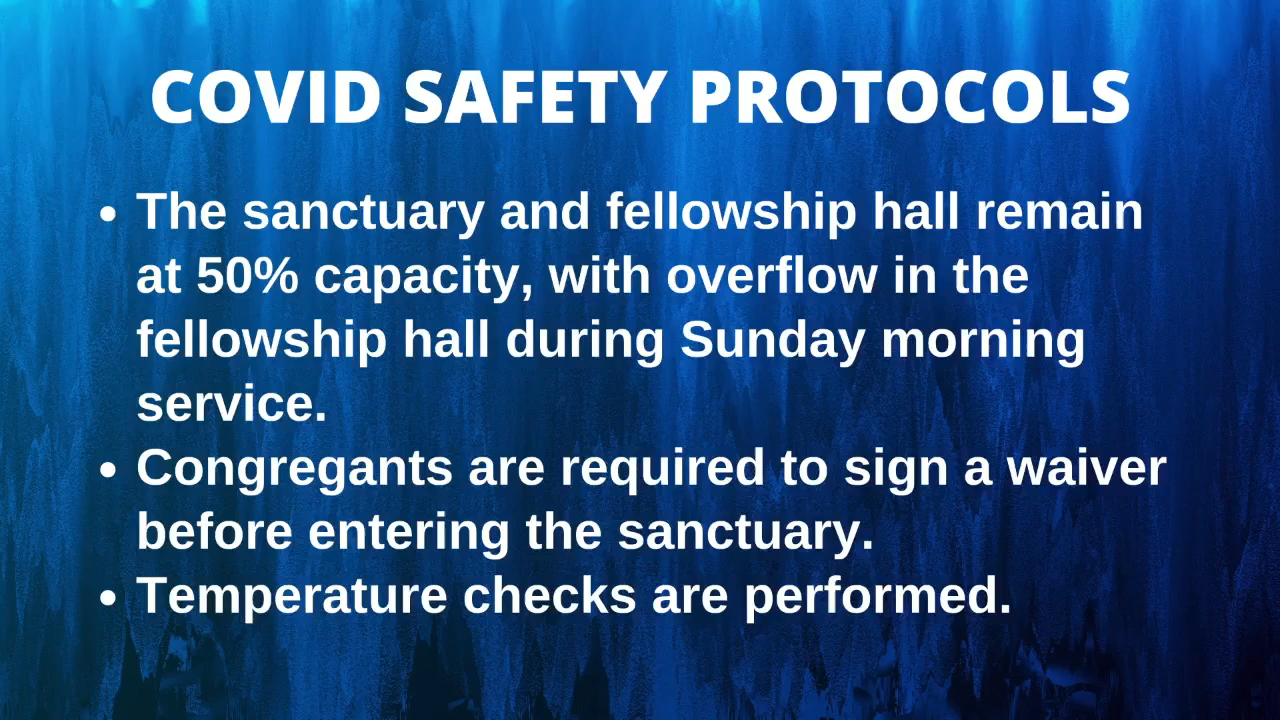 COVID SAFETY PROTOCOLS
• The sanctuary and fellowship hall remain
at 50% capacity, with overflow in the
fellowship hall during Sunday morning
service.
• Congregants are required to sign a waiver
before entering the sanctuary.
• Temperature checks are performed.